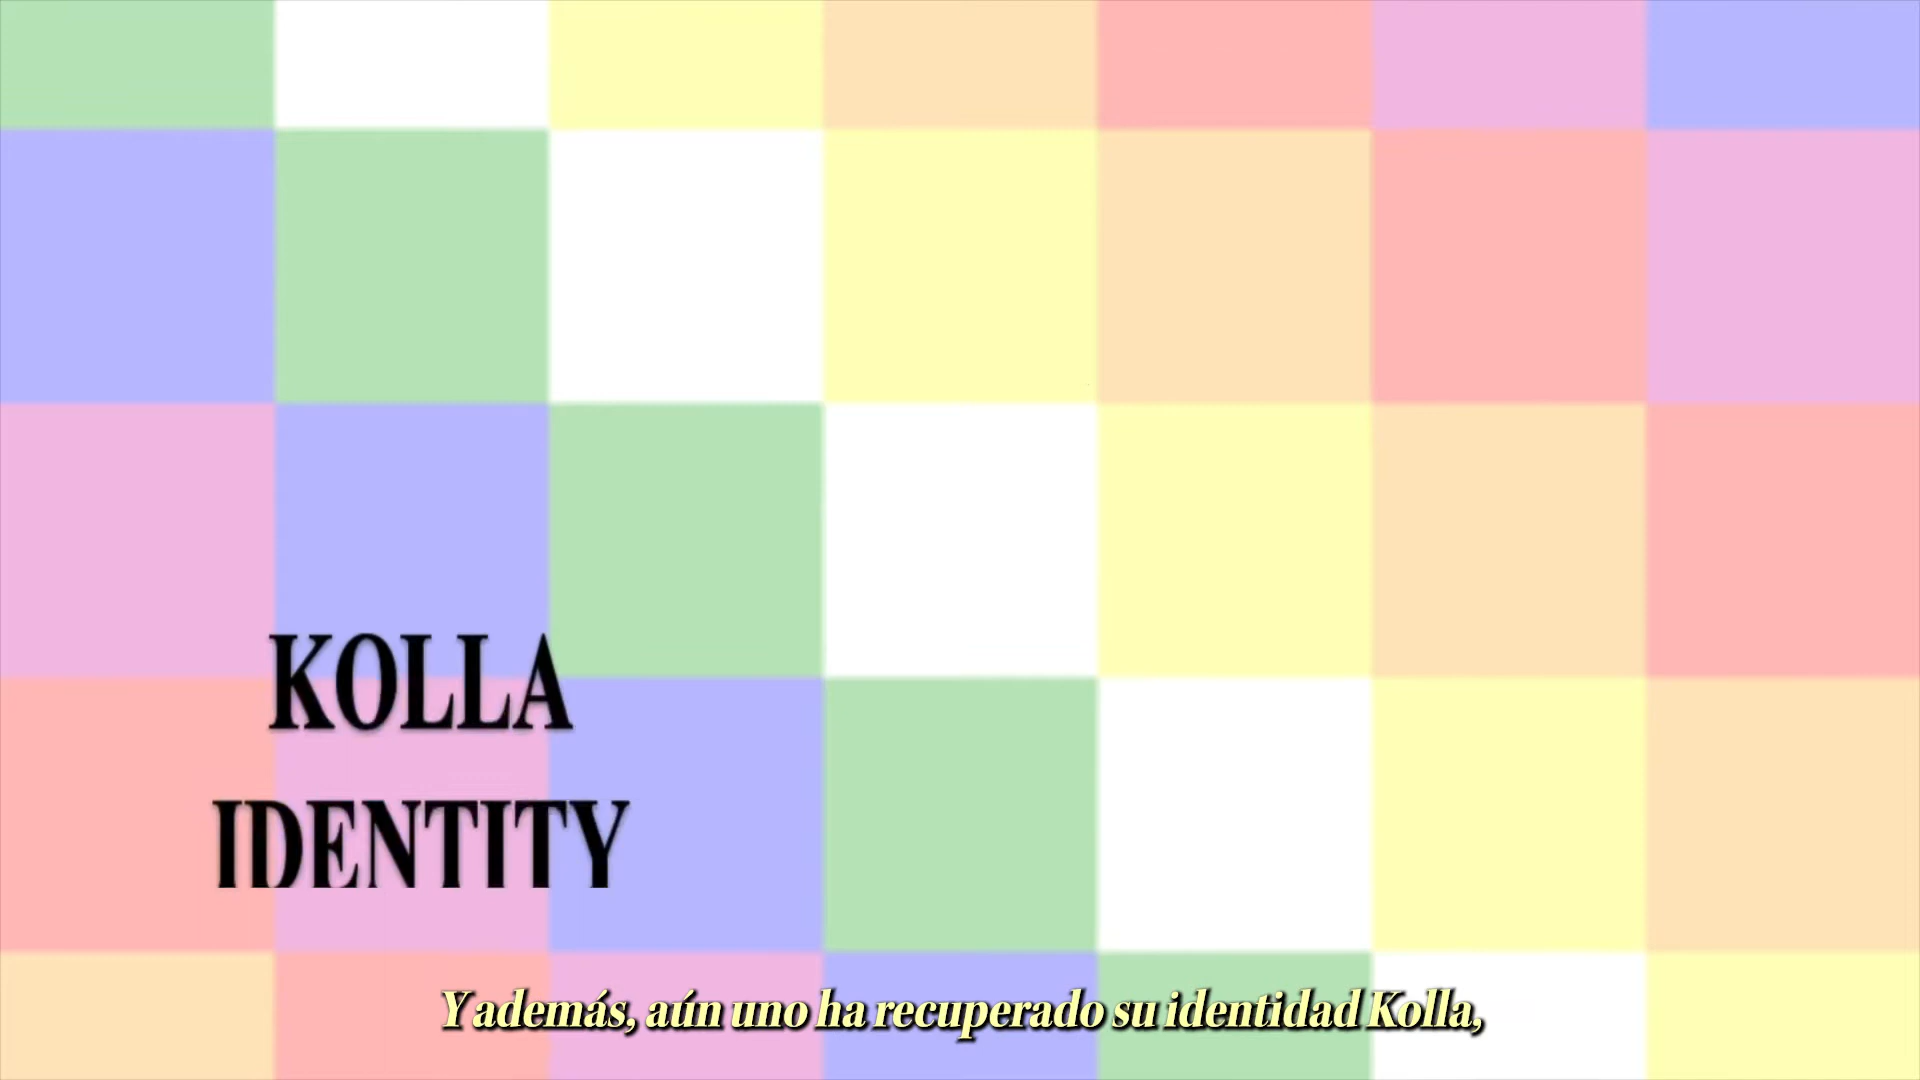 KOLLA
IDENTITY
Y además, aún uno ha recuperado su identidad Kolla,